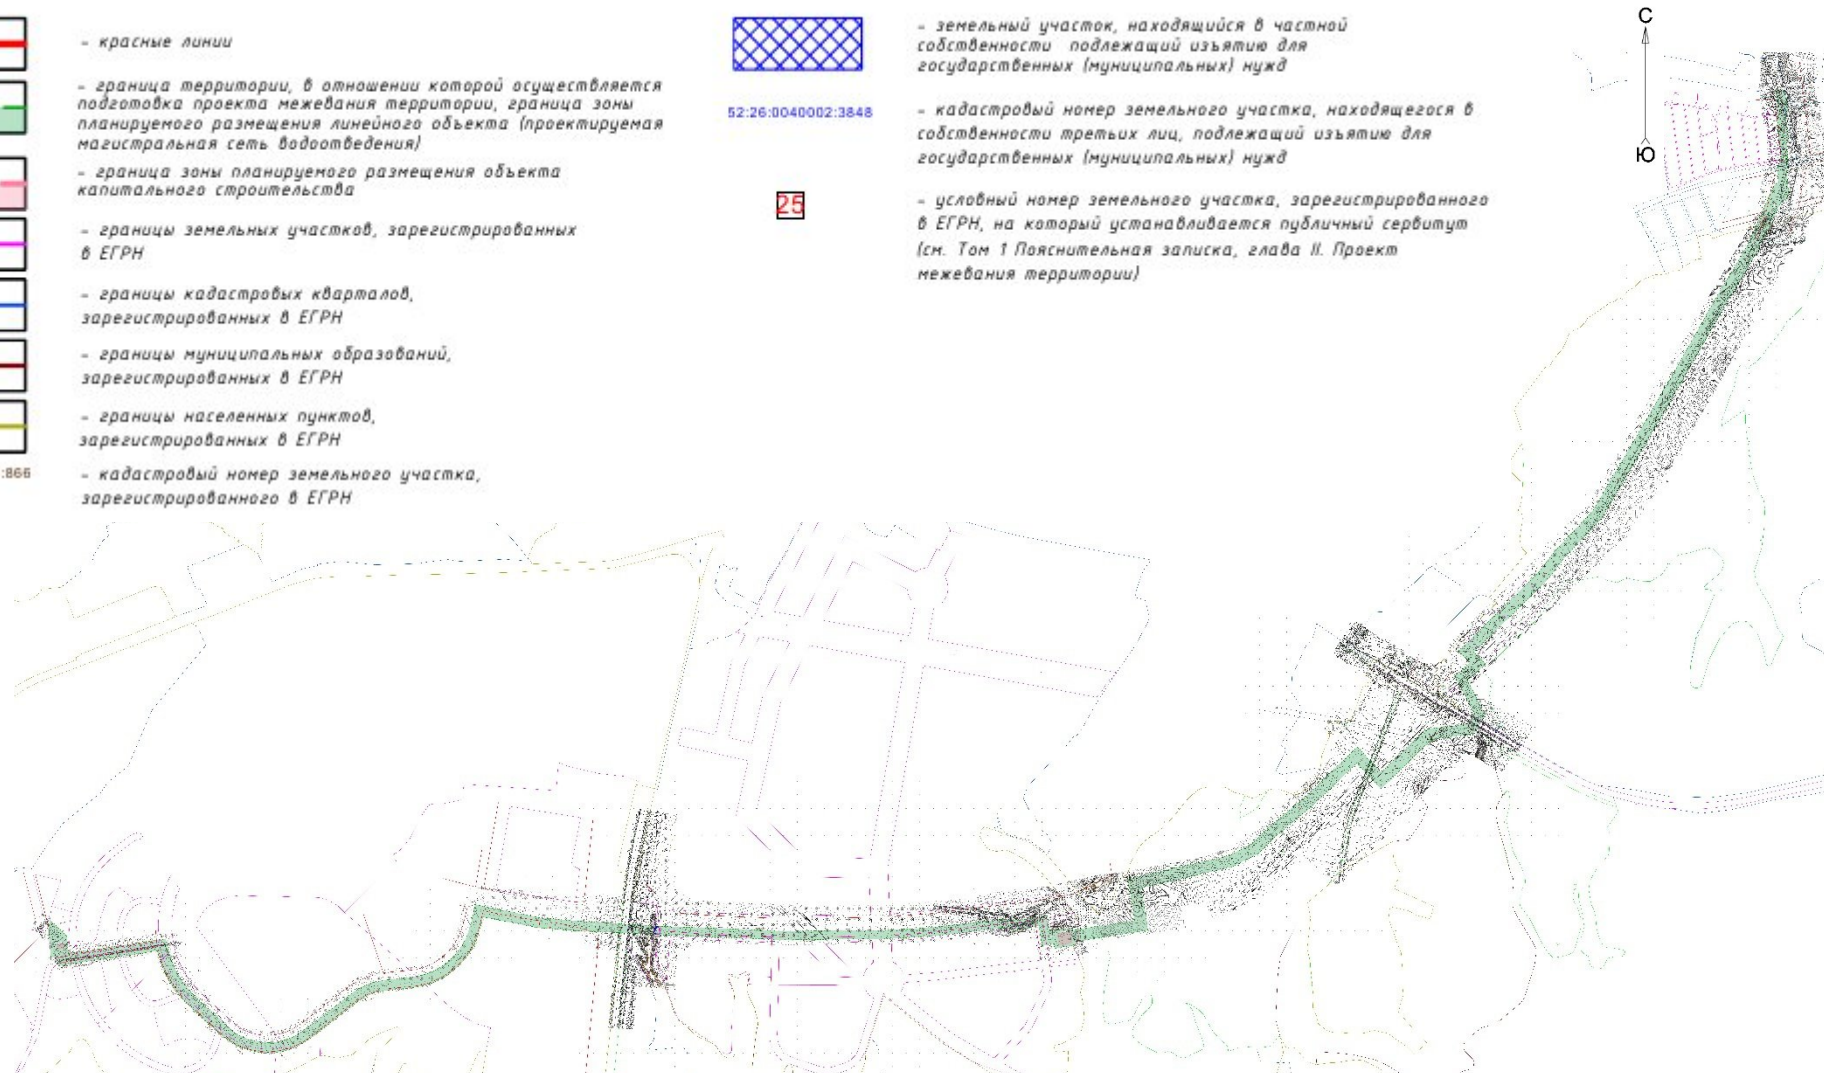 - красные линии
- граница территории, в отношении которой осуществляется
подготовка проекта межевания территории, граница зоны
планируемого размещения линейного объекта (проектируемая
магистральная сеть водоотведения)
- граница зоны планируемого размещения объекта
капитального строительства
- границы земельных участков, зарегистрированных
в ЕГРН
- границы кадастровых кварталов,
зарегистрированных в ЕГРН
- границы муниципальных образований,
зарегистрированных в ЕГРН
- границы населенных пунктов,
зарегистрированных в ЕГРН
:866
- кадастровый номер земельного участка,
зарегистрированного в ЕГРН
- земельный участок, находящийся в частной
собственности подлежащий изъятию для
государственных (муниципальных) нужд
52:26:0040002:3848
- кадастровый номер земельного участка, находящегося в
собственности третьих лиц, подлежащий изъятию для
государственных (муниципальных) нужд
25
- условный номер земельного участка, зарегистрированного
в ЕГРН, на который устанавливается публичный сервитут
(см. Том 1 Пояснительная записка, глава II. Проект
межевания территории)
С
Ю